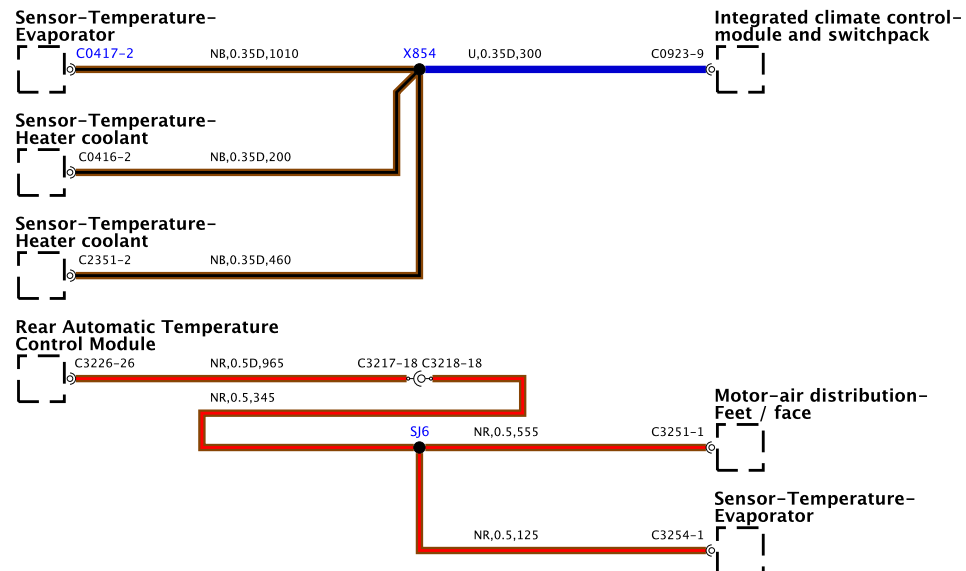 Sensor-Temperature-
Evaporator
C0417-2 NB,0.35D,1010 X854 U,0.35D,300 C0923-9
Integrated climate control-
module and switchpack
Sensor-Temperature-
Heater coolant
C0416-2 NB,0.35D,200
Sensor-Temperature-
Heater coolant
C2351-2 NB,0.35D,460
Rear Automatic Temperature
Control Module
C3226-26 NR,0.5D,965 C3217-18 C3218-18
NR,0.5,345
Motor-air distribution-
Feet / face
SJ6 NR,0.5,555 C3251-1
Sensor-Temperature-
Evaporator
NR,0.5,125 C3254-1